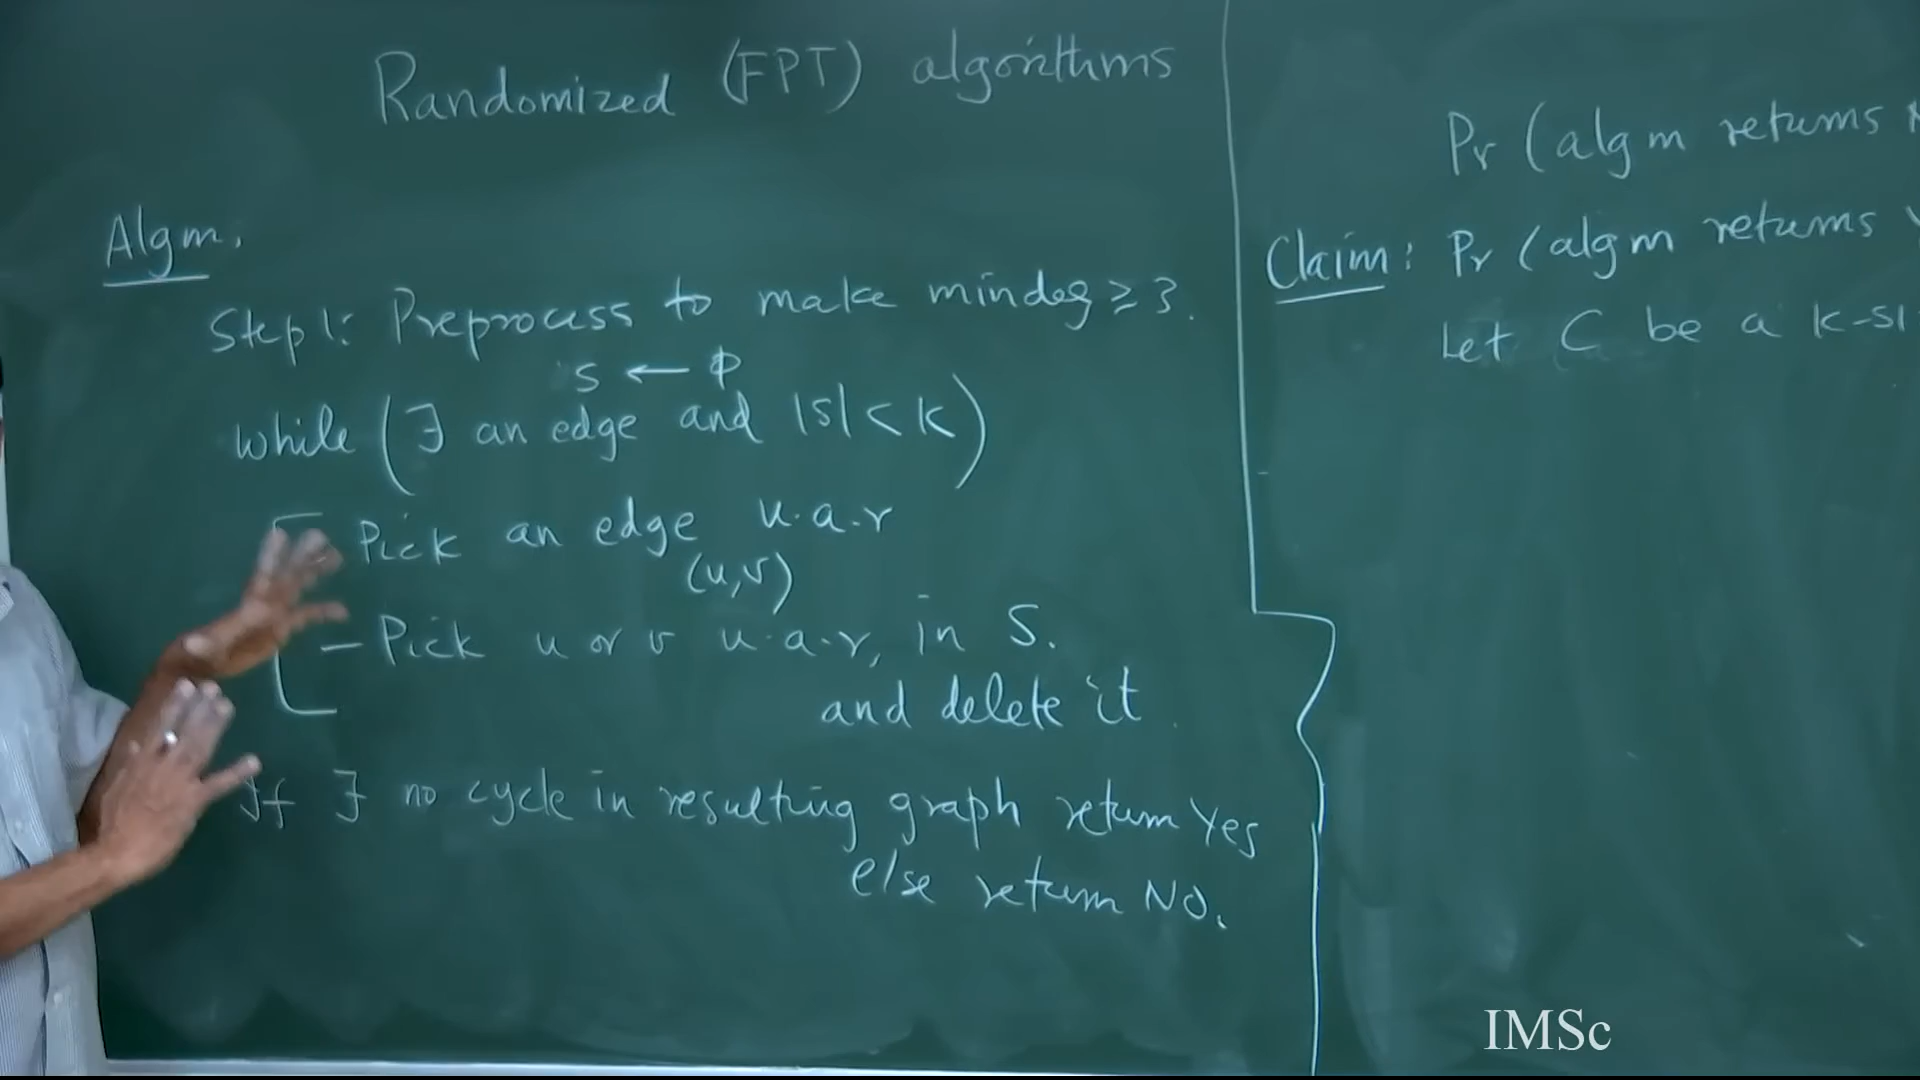 Randomized (FPT) algorithms
Algm.
Step 1: Preprocess to make mindeg ≥ 3.
S ← φ
while (∃ an edge and |S| < k)
Pick an edge u.a.r
(u,v)
– Pick u or v u.a.r, in S.
and delete it.
If ∃ no cycle in resulting graph return Yes
else return NO.
Pr (algm returns
Claim: Pr (algm returns
Let C be a k-sl
IMSc